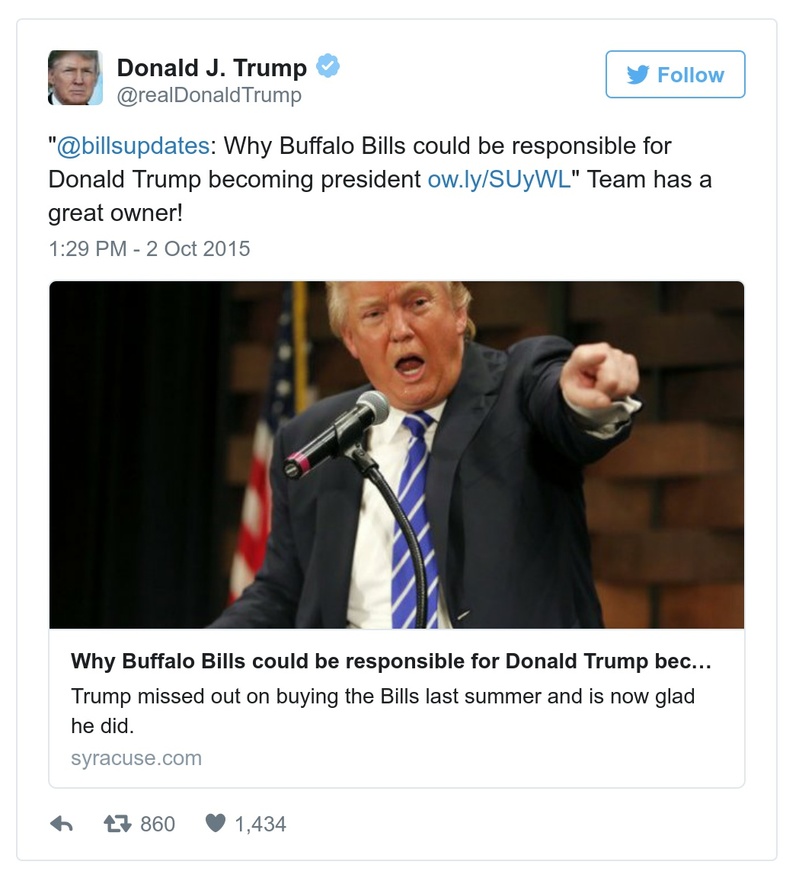 Donald J. Trump
@realDonaldTrump
Follow
"@billsupdates: Why Buffalo Bills could be responsible for
Donald Trump becoming president ow.ly/SUyWL" Team has a
great owner!
1:29 PM - 2 Oct 2015
Why Buffalo Bills could be responsible for Donald Trump bec...
Trump missed out on buying the Bills last summer and is now glad
he did.
syracuse.com
860 1,434